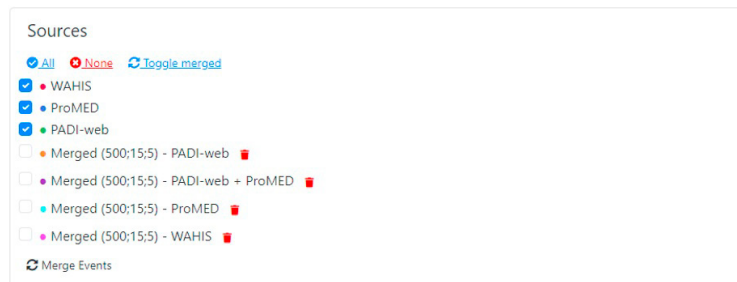 Sources
All None Toggle merged
WAHIS
ProMED
PADI-web
Merged (500;15;5) - PADI-web
Merged (500;15;5) - PADI-web + ProMED
Merged (500;15;5) - ProMED
Merged (500;15;5) - WAHIS
Merge Events